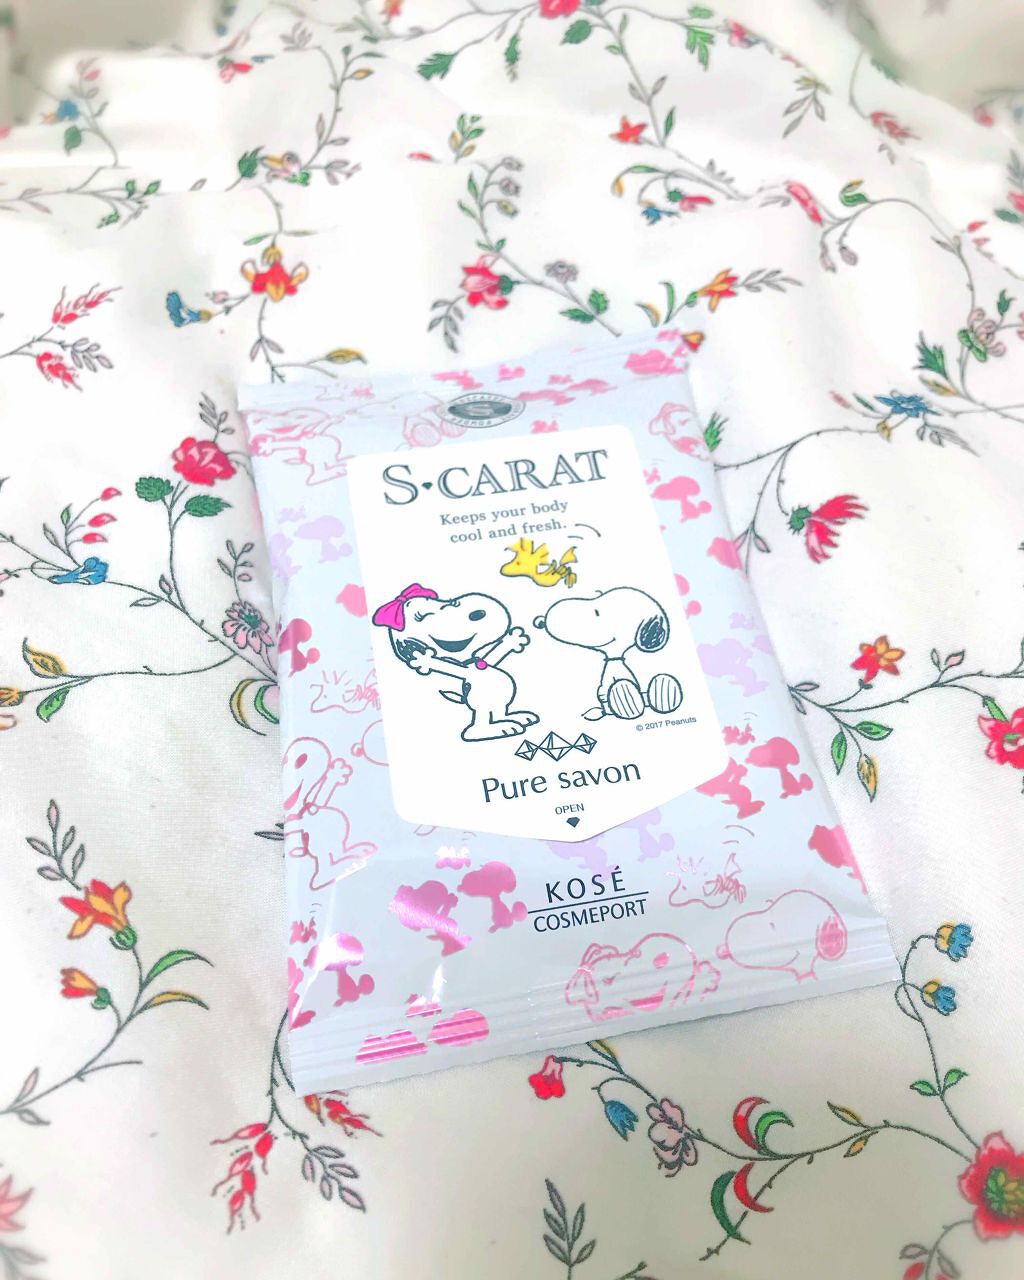 S·CARAT
Keeps your body
cool and fresh.
© 2017 Peanuts
Pure savon
OPEN
KOSÉ
COSMEPORT